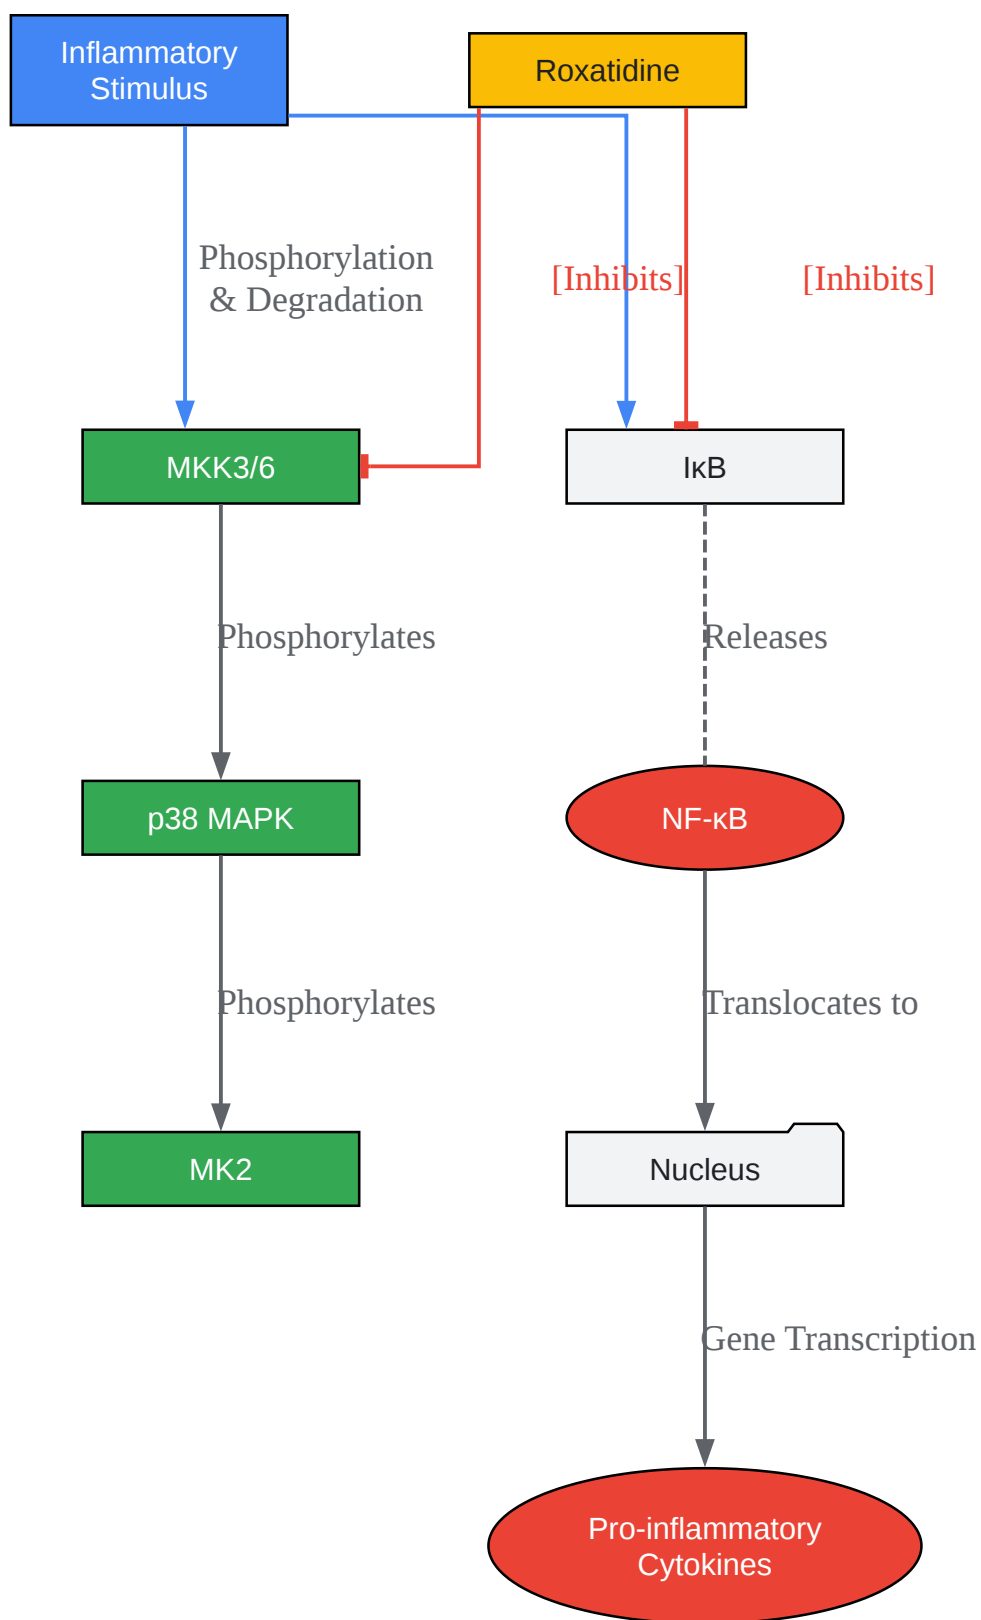 Inflammatory
Stimulus
Roxatidine
Phosphorylation
& Degradation
[Inhibits]
[Inhibits]
MKK3/6
IκB
Phosphorylates
Releases
p38 MAPK
NF-κB
Phosphorylates
Translocates to
MK2
Nucleus
Gene Transcription
Pro-inflammatory
Cytokines